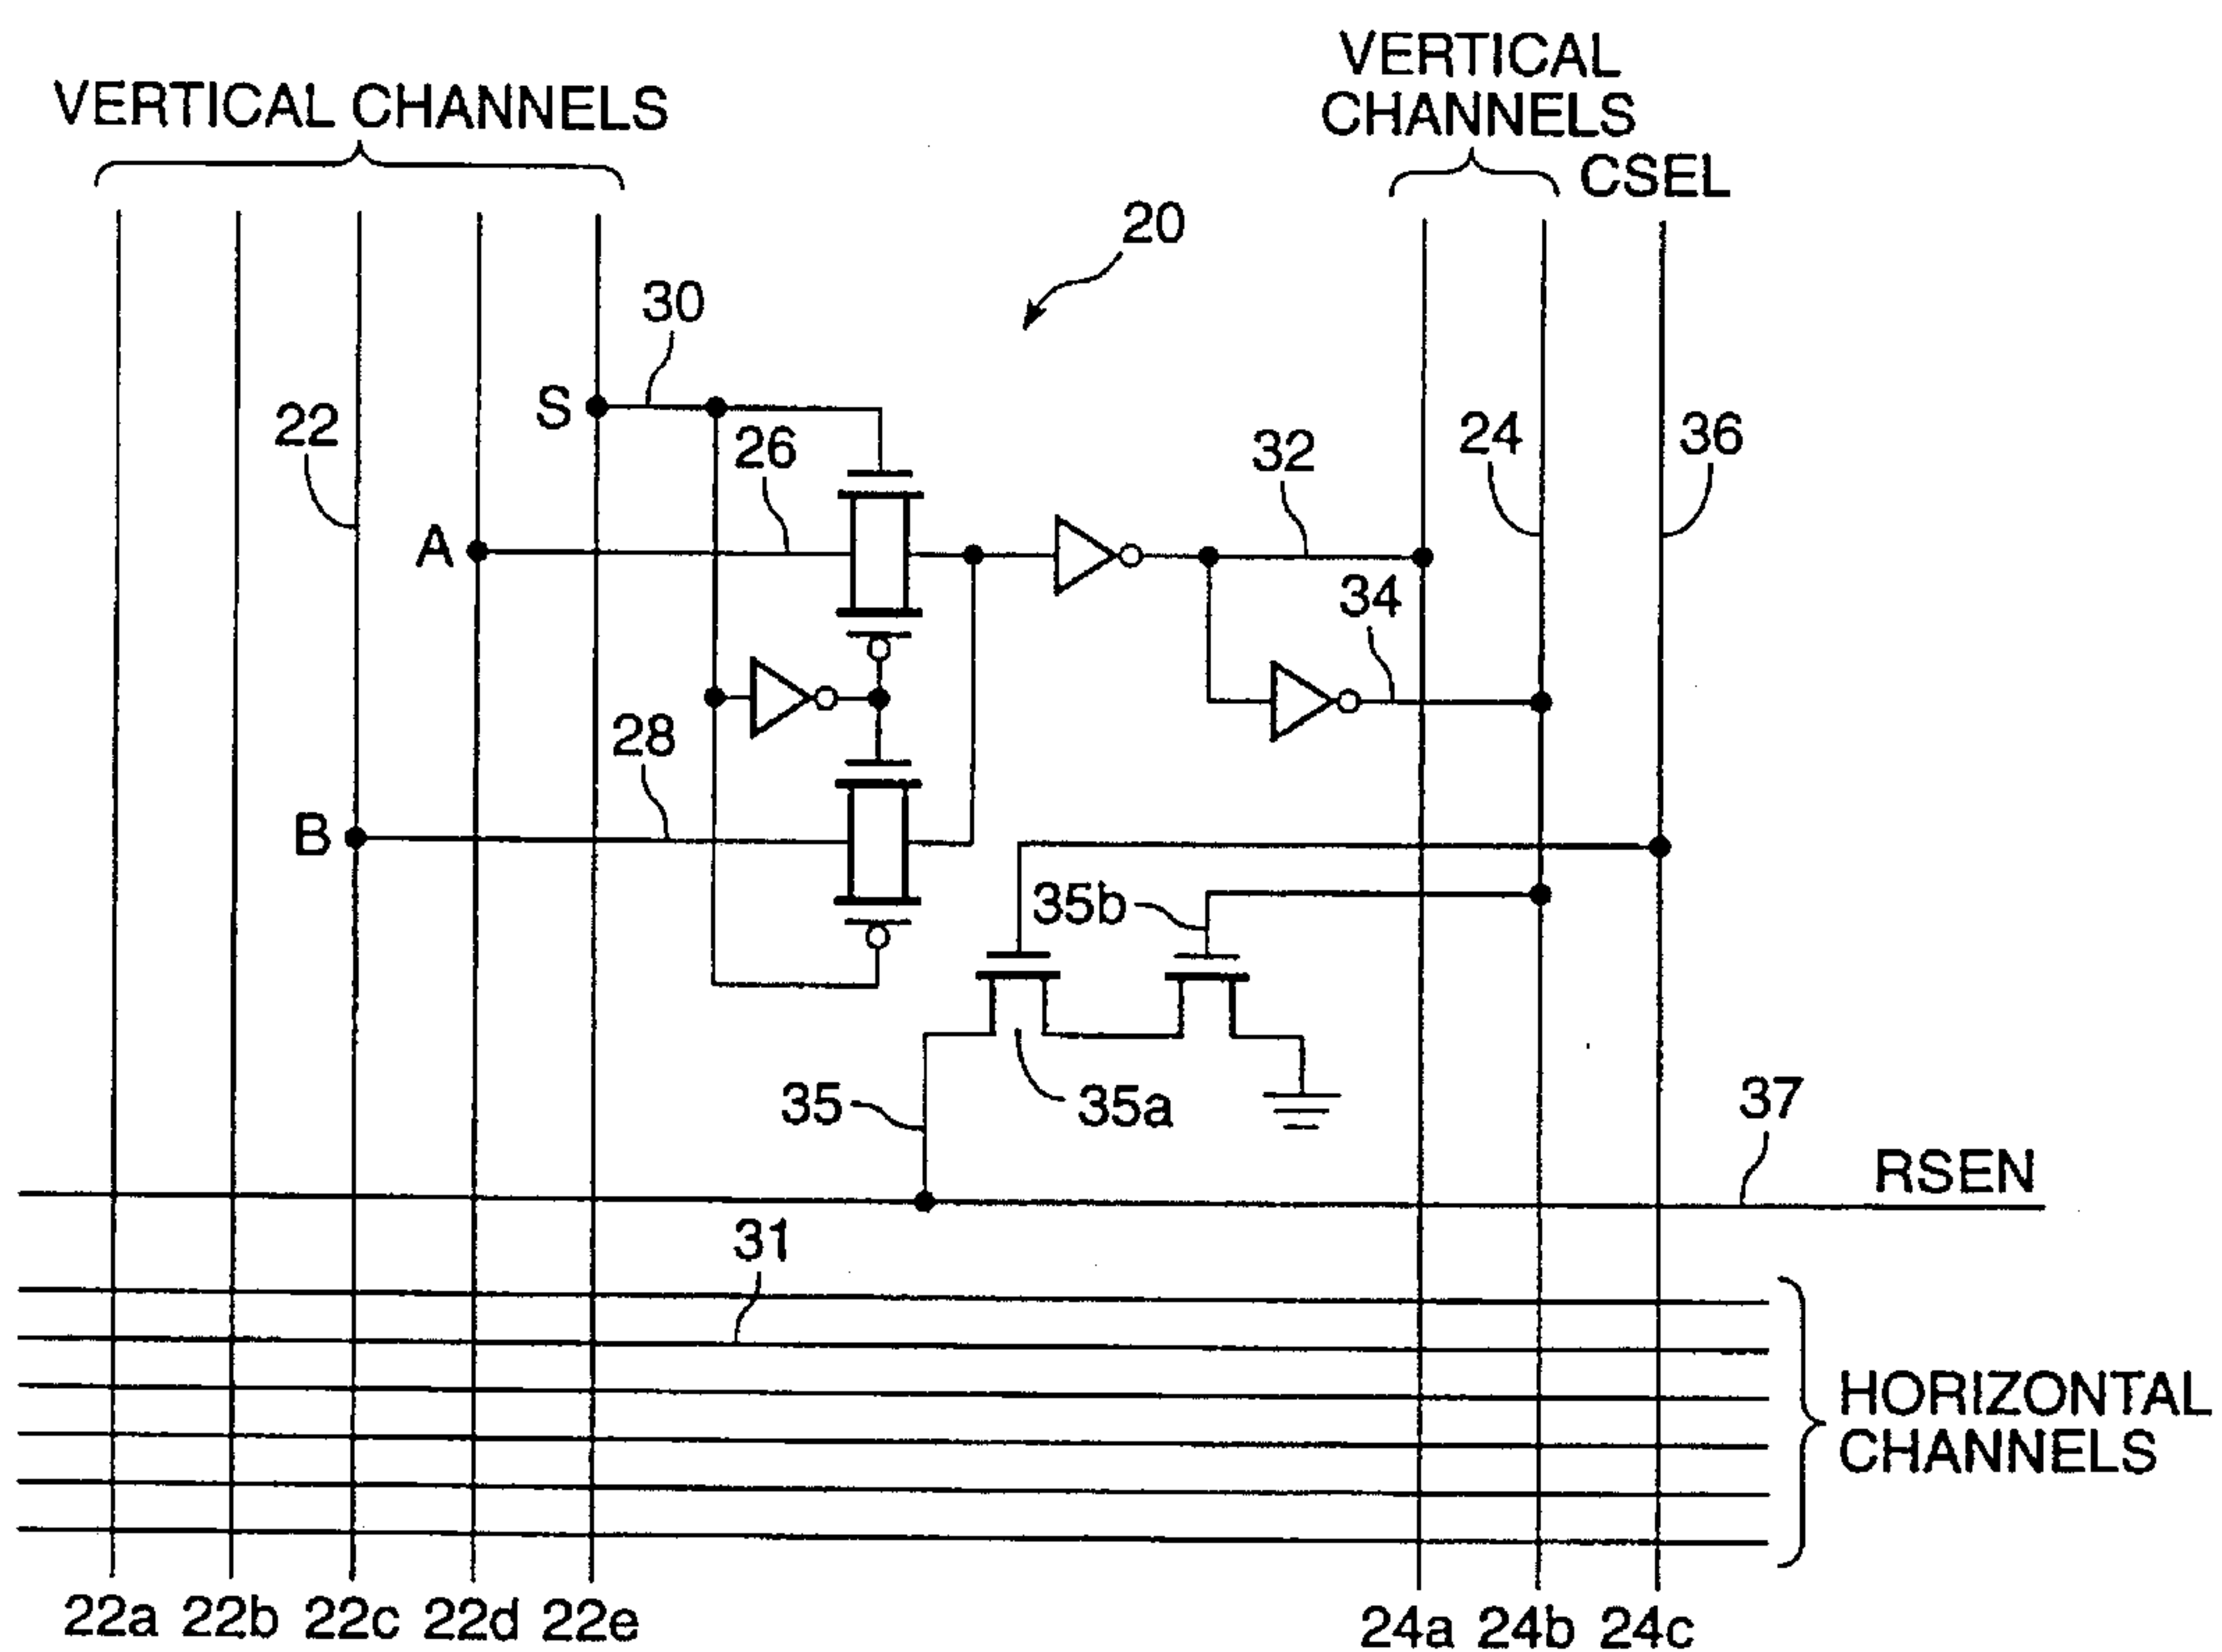 VERTICAL CHANNELS
VERTICAL
CHANNELS
CSEL
20
30
S
22
26
32
24
36
A
34
28
B
35b
35
35a
37
RSEN
31
HORIZONTAL
CHANNELS
22a 22b 22c 22d 22e
24a 24b 24c